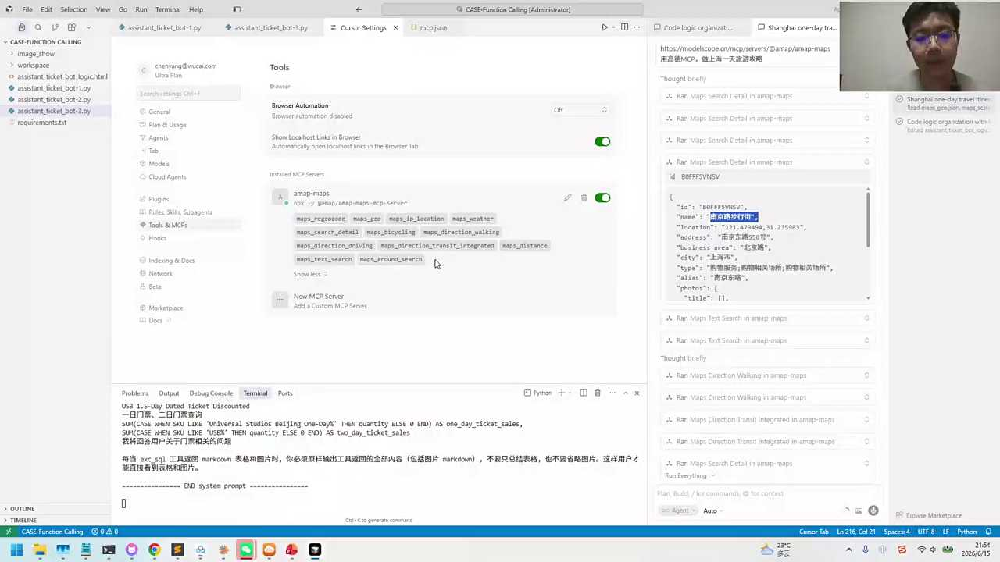 File Edit Selection View Go Run Terminal Help
CASE-Function Calling [Administrator]
CASE-FUNCTION CALLING
image_show
workspace
assistant_ticket_bot_logic.html
assistant_ticket_bot-1.py
assistant_ticket_bot-2.py
assistant_ticket_bot-3.py
requirements.txt
OUTLINE
TIMELINE
assistant_ticket_bot-1.py
assistant_ticket_bot-3.py
Cursor Settings
mcp.json
C
chenyang@wucai.com
Ultra Plan
Search settings Ctrl+F
General
Plan & Usage
Agents
Tab
Models
Cloud Agents
Plugins
Rules, Skills, Subagents
Tools & MCPs
Hooks
Indexing & Docs
Network
Beta
Marketplace
Docs
Tools
Browser
Browser Automation
Browser automation disabled
Off
Show Localhost Links in Browser
Automatically open localhost links in the Browser Tab
Installed MCP Servers
A
amap-maps
npx -y @amap/amap-maps-mcp-server
maps_regeocode maps_geo maps_ip_location maps_weather
maps_search_detail maps_bicycling maps_direction_walking
maps_direction_driving maps_direction_transit_integrated maps_distance
maps_text_search maps_around_search
Show less
New MCP Server
Add a Custom MCP Server
Problems Output Debug Console Terminal Ports
Python
USB 1.5-Day Dated Ticket Discounted
一日门票、二日门票查询
SUM(CASE WHEN SKU LIKE 'Universal Studios Beijing One-Day%' THEN quantity ELSE 0 END) AS one_day_ticket_sales,
SUM(CASE WHEN SKU LIKE 'USB%' THEN quantity ELSE 0 END) AS two_day_ticket_sales
我将回答用户关于门票相关的问题
每当 exc_sql 工具返回 markdown 表格和图片时，你必须原样输出工具返回的全部内容（包括图片 markdown），不要只总结表格，也不要省略图片。这样用户才
能直接看到表格和图片。
================ END system prompt ================
Ctrl+K to generate command
Code logic organizati...
Shanghai one-day tra...
https://modelscope.cn/mcp/servers/@amap/amap-maps
用高德MCP，做上海一天旅游攻略
Thought briefly
Ran Maps Search Detail in amap-maps
Ran Maps Search Detail in amap-maps
Ran Maps Search Detail in amap-maps
Ran Maps Search Detail in amap-maps
id B0FFF5VNSV
{
"id": "B0FFF5VNSV",
"name": "南京路步行街",
"location": "121.479494,31.235983",
"address": "南京东路558号",
"business_area": "北京路",
"city": "上海市",
"type": "购物服务;购物相关场所;购物相关场所",
"alias": "南京东路",
"photos": {
"title": [],
Ran Maps Text Search in amap-maps
Ran Maps Text Search in amap-maps
Thought briefly
Ran Maps Direction Walking in amap-maps
Ran Maps Direction Walking in amap-maps
Ran Maps Direction Transit Integrated in amap-maps
Ran Maps Direction Transit Integrated in amap-maps
Ran Maps Search Detail in amap-maps
Run Everything
Plan, Build, / for commands, @ for context
Agent
Auto
Shanghai one-day travel itine
Read maps_geo.json, maps_sear
Code logic organization with
Edited assistant_ticket_bot_logic
Browse Marketplace
CASE-Function Calling 0 0
Cursor Tab Ln 216, Col 21 Spaces: 4 UTF-8 LF Python
23°C
多云
21:54
2026/6/15